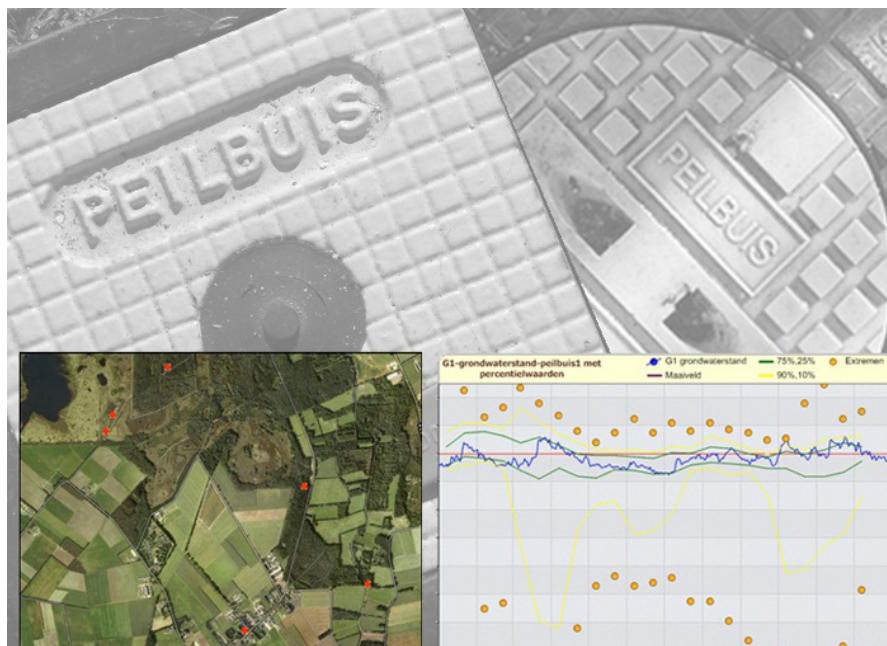 PEILBUIS
PEILBUIS
G1-grondwaterstand-peilbuis1 met
percentielwaarden
G1 grondwaterstand
75%,25%
Extremen
Maaiveld
90%,10%